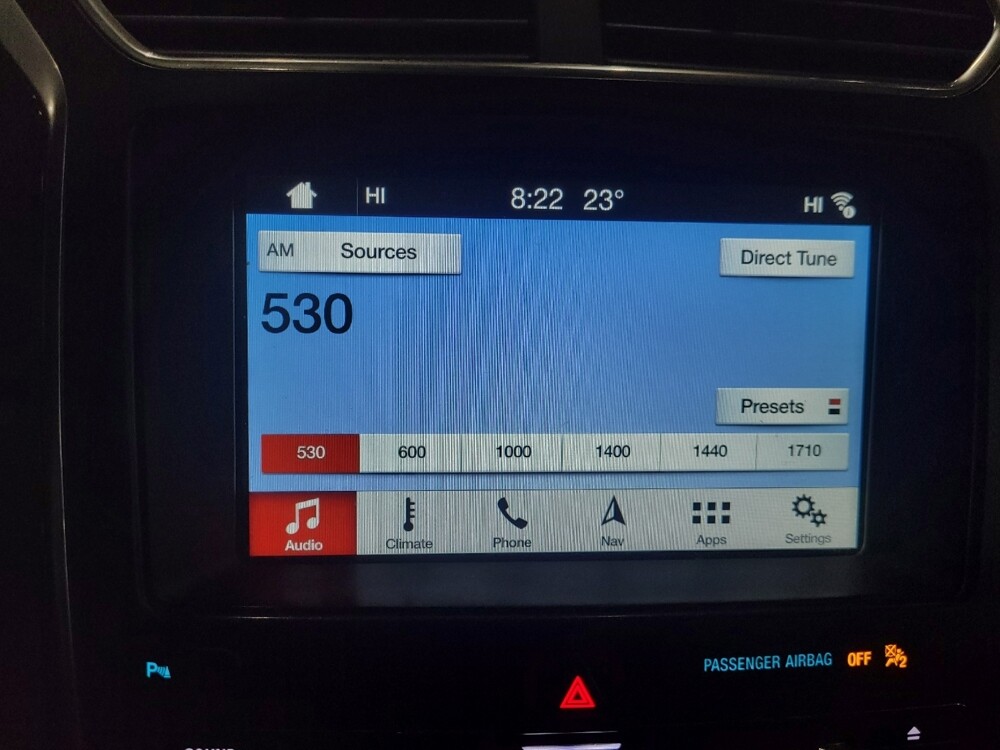 HI 8:22 23° HI
AM Sources Direct Tune
530
Presets
530 600 1000 1400 1440 1710
Audio Climate Phone Nav Apps Settings
P PASSENGER AIRBAG OFF 2